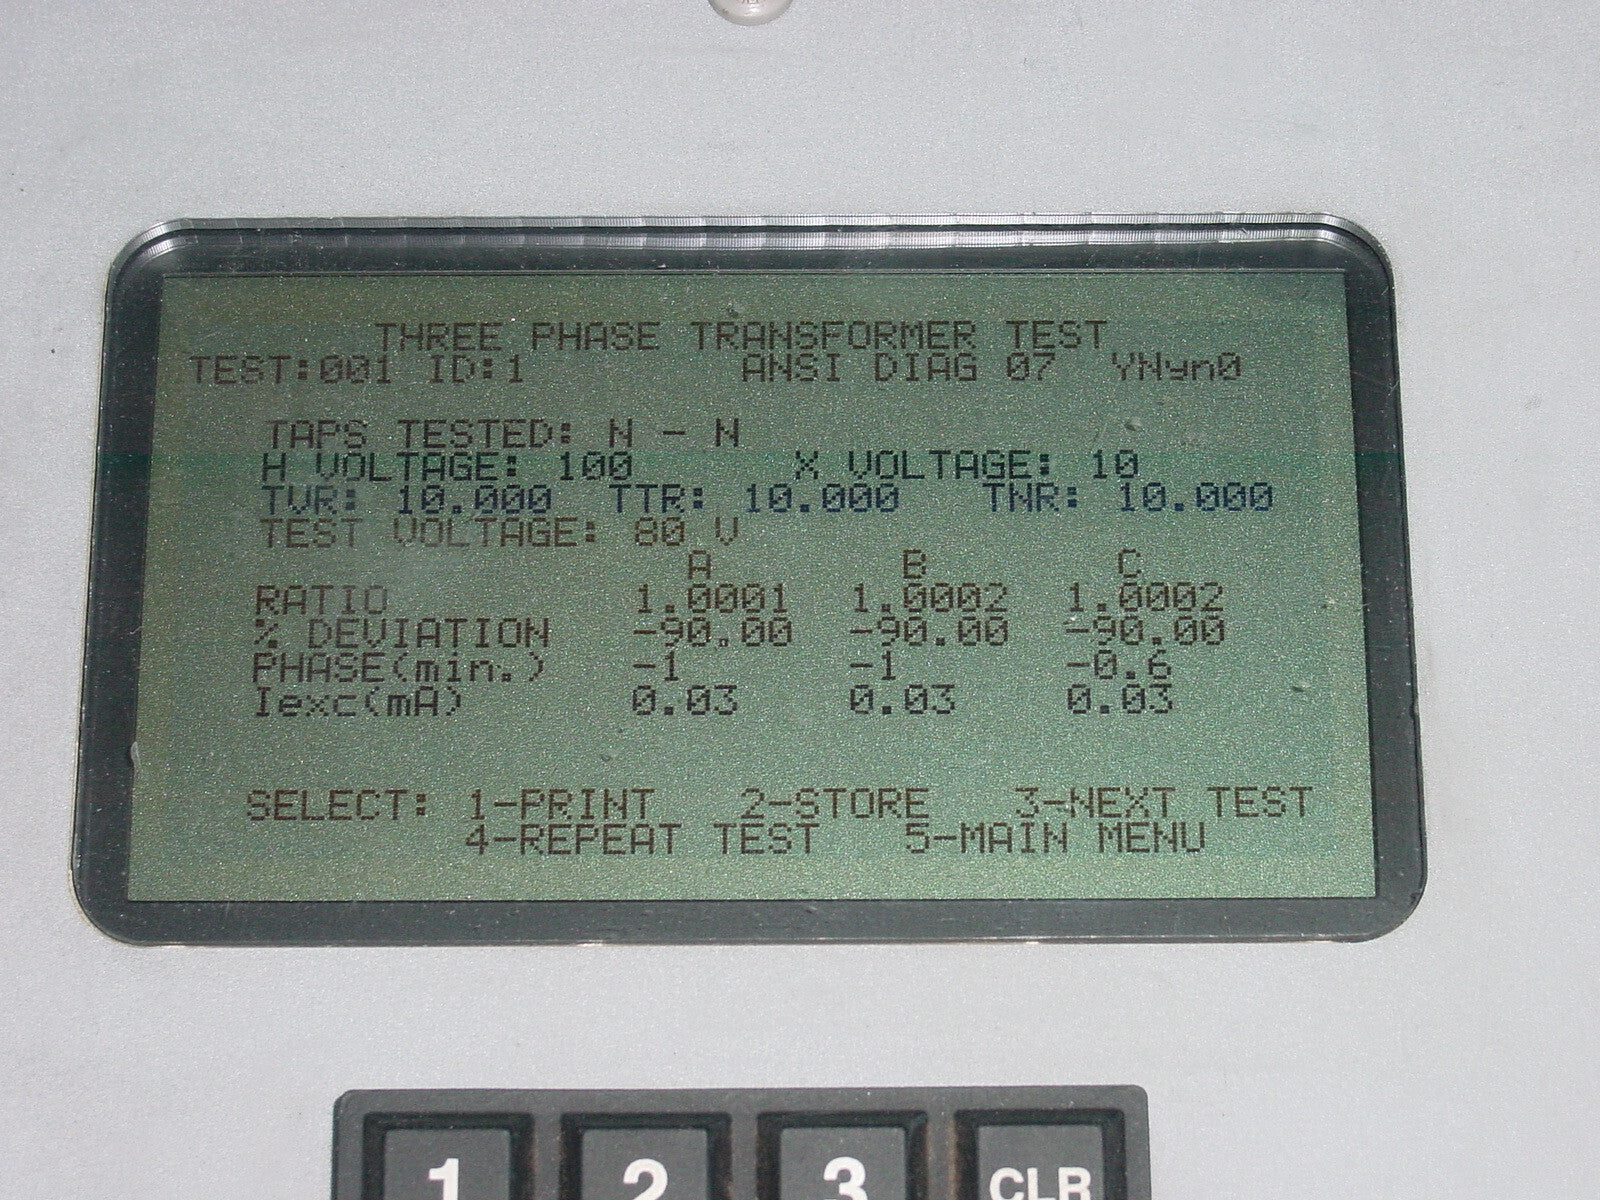 THREE PHASE TRANSFORMER TEST
TEST:001 ID:1 ANSI DIAG 07 YNyn0
TAPS TESTED: N - N
H VOLTAGE: 100 X VOLTAGE: 10
TVR: 10.000 TTR: 10.000 TNR: 10.000
TEST VOLTAGE: 80 V
A B C
RATIO 1.0001 1.0002 1.0002
% DEVIATION -90.00 -90.00 -90.00
PHASE(min.) -1 -1 -0.6
Iexc(mA) 0.03 0.03 0.03
SELECT: 1-PRINT 2-STORE 3-NEXT TEST
4-REPEAT TEST 5-MAIN MENU
1 2 3 CLR